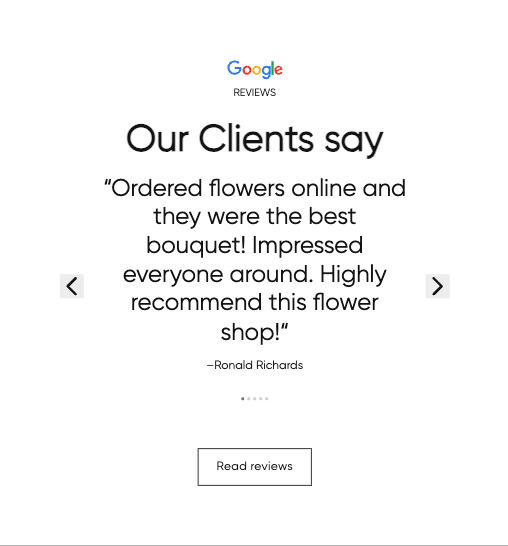 Google
REVIEWS
Our Clients say
“Ordered flowers online and
they were the best
bouquet! Impressed
everyone around. Highly
recommend this flower
shop!“
–Ronald Richards
Read reviews